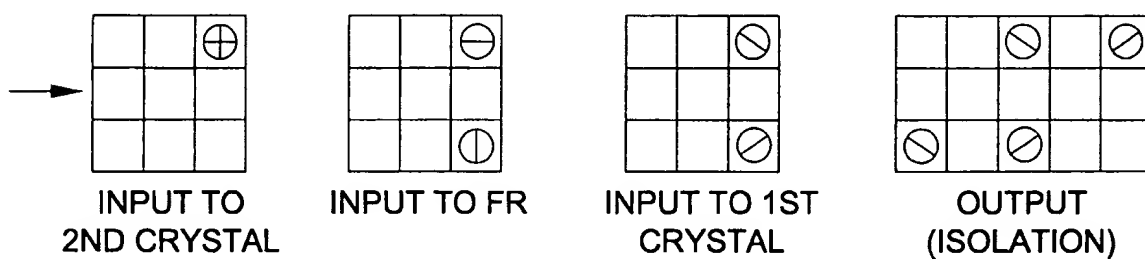 INPUT TO
2ND CRYSTAL
INPUT TO FR
INPUT TO 1ST
CRYSTAL
OUTPUT
(ISOLATION)